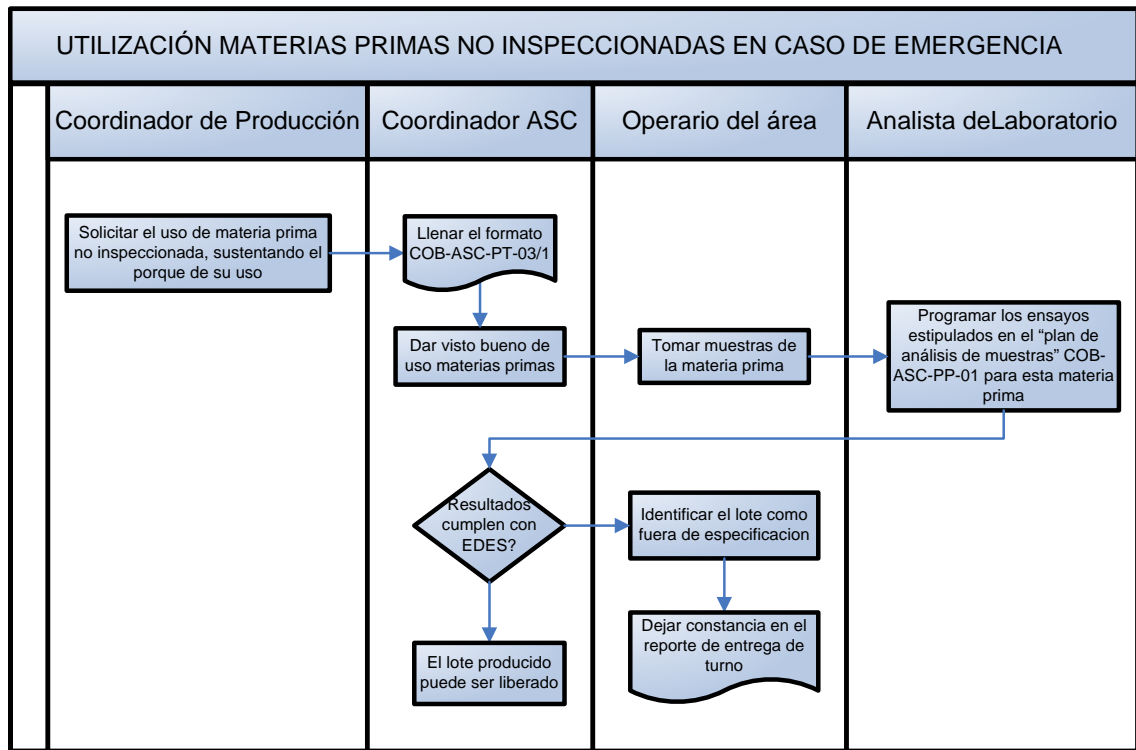 UTILIZACIÓN MATERIAS PRIMAS NO INSPECCIONADAS EN CASO DE EMERGENCIA
Coordinador de Producción
Coordinador ASC
Operario del área
Analista deLaboratorio
Solicitar el uso de materia prima
no inspeccionada, sustentando el
porque de su uso
Llenar el formato
COB-ASC-PT-03/1
Dar visto bueno de
uso materias primas
Tomar muestras de
la materia prima
Programar los ensayos
estipulados en el “plan de
análisis de muestras” COB-
ASC-PP-01 para esta materia
prima
Resultados
cumplen con
EDES?
Identificar el lote como
fuera de especificacion
El lote producido
puede ser liberado
Dejar constancia en el
reporte de entrega de
turno